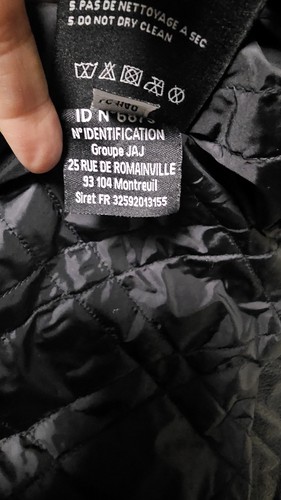 5.PAS DE NETTOYAGE A SEC
5 DO NOT DRY CLEAN
ID N°
N°IDENTIFICATION
Groupe JAJ
25 RUE DE ROMAINVILLE
93 104 Montreuil
Siret FR 32592013155